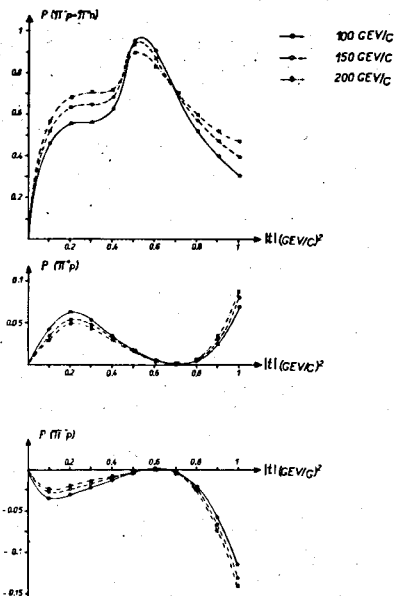 P (π⁻p→π°n)
100 GEV/C
150 GEV/C
200 GEV/C
1
0.8
0.6
0.4
0.2
0.2 0.4 0.6 0.8 1
|t| (GEV/C)²
P (π⁺p)
0.1
0.05
0.2 0.4 0.6 0.8 1
|t| (GEV/C)²
P (π⁻p)
0.2 0.4 0.6 0.8 1
|t| (GEV/C)²
- 0.05
- 0.1
- 0.15